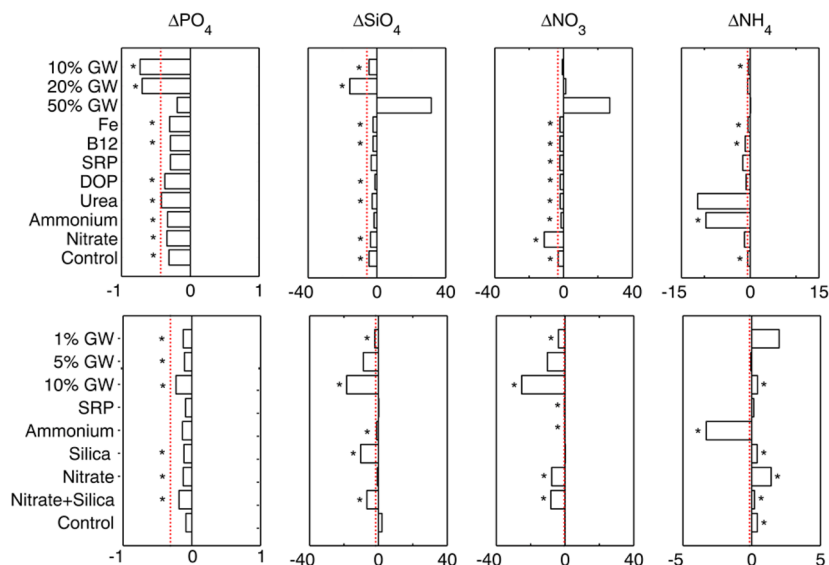 ΔPO4 ΔSiO4 ΔNO3 ΔNH4
10% GW * * *
20% GW * *
50% GW
Fe * * * *
B12 * * * *
SRP *
DOP * * *
Urea * * *
Ammonium * * *
Nitrate * * *
Control * * * *
-1 0 1 -40 0 40 -40 0 40 -15 0 15
1% GW * * *
5% GW *
10% GW * * * *
SRP *
Ammonium * * *
Silica * * *
Nitrate * * *
Nitrate+Silica * * * *
Control *
-1 0 1 -40 0 40 -40 0 40 -5 0 5